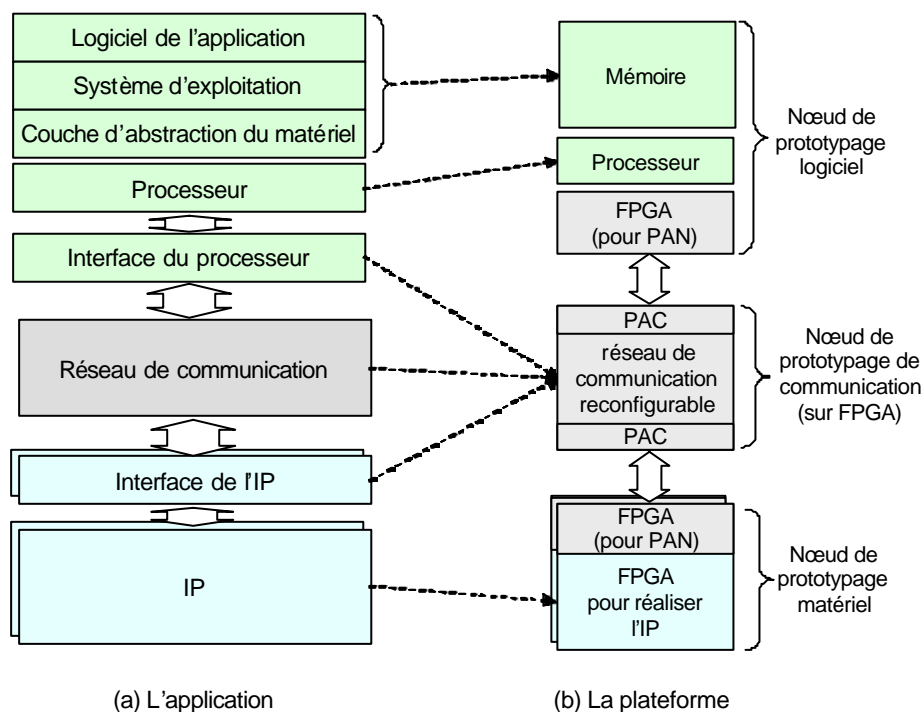 Logiciel de l'application
Système d'exploitation
Couche d'abstraction du matériel
Processeur
Interface du processeur
Réseau de communication
Interface de l'IP
IP
(a) L'application
Mémoire
Processeur
FPGA
(pour PAN)
PAC
réseau de
communication
reconfigurable
PAC
FPGA
(pour PAN)
FPGA
pour réaliser
l'IP
(b) La plateforme
Nœud de
prototypage
logiciel
Nœud de
prototypage de
communication
(sur FPGA)
Nœud de
prototypage
matériel